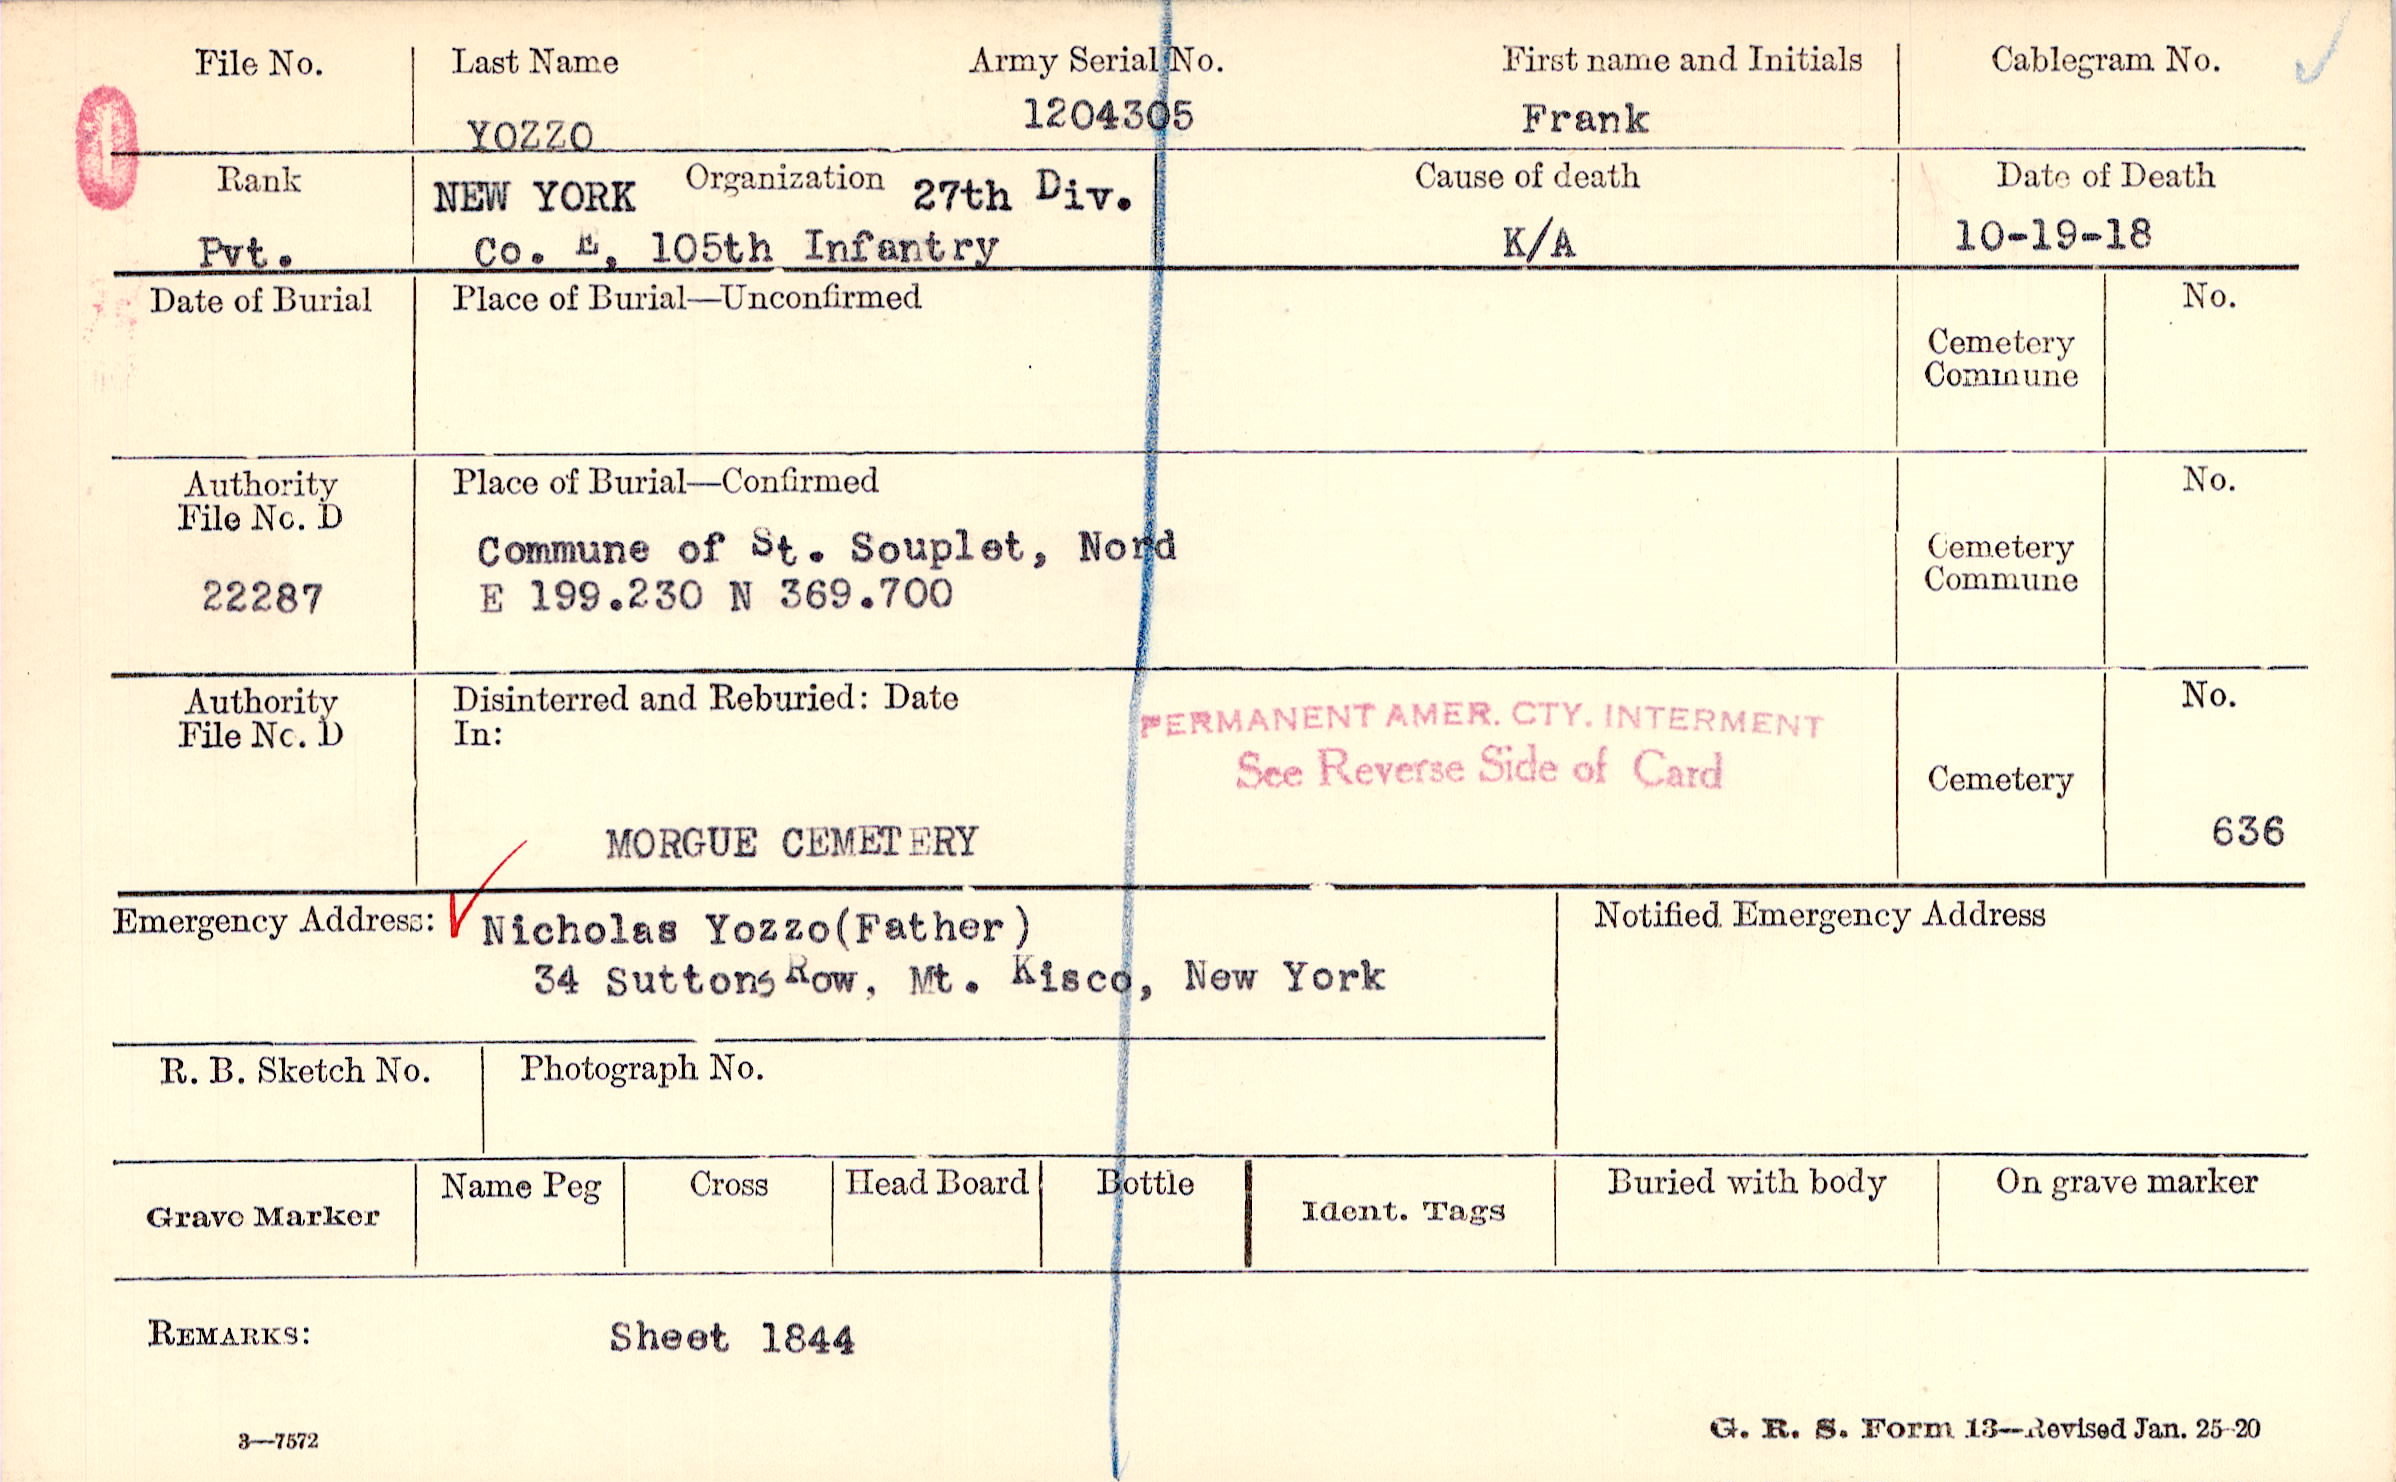 File No. Last Name Army Serial No. First name and Initials Cablegram No.
YOZZO 1204305 Frank
Rank NEW YORK Organization 27th Div. Cause of death Date of Death
Pvt. Co. E, 105th Infantry K/A 10-19-18
Date of Burial Place of Burial—Unconfirmed No.
Cemetery
Commune
Authority Place of Burial—Confirmed No.
File No. D
Commune of St. Souplet, Nord Cemetery
22287 E 199.230 N 369.700 Commune
Authority Disinterred and Reburied: Date No.
File No. D In:
PERMANENT AMER. CTY. INTERMENT
See Reverse Side of Card
Cemetery
MORGUE CEMETERY 636
Emergency Address: Nicholas Yozzo(Father) Notified Emergency Address
34 Suttons Row, Mt. Kisco, New York
R. B. Sketch No. Photograph No.
Grave Marker Name Peg Cross Head Board Bottle Ident. Tags Buried with body On grave marker
REMARKS: Sheet 1844
3—7572 G. R. S. Form 13—Revised Jan. 25-20